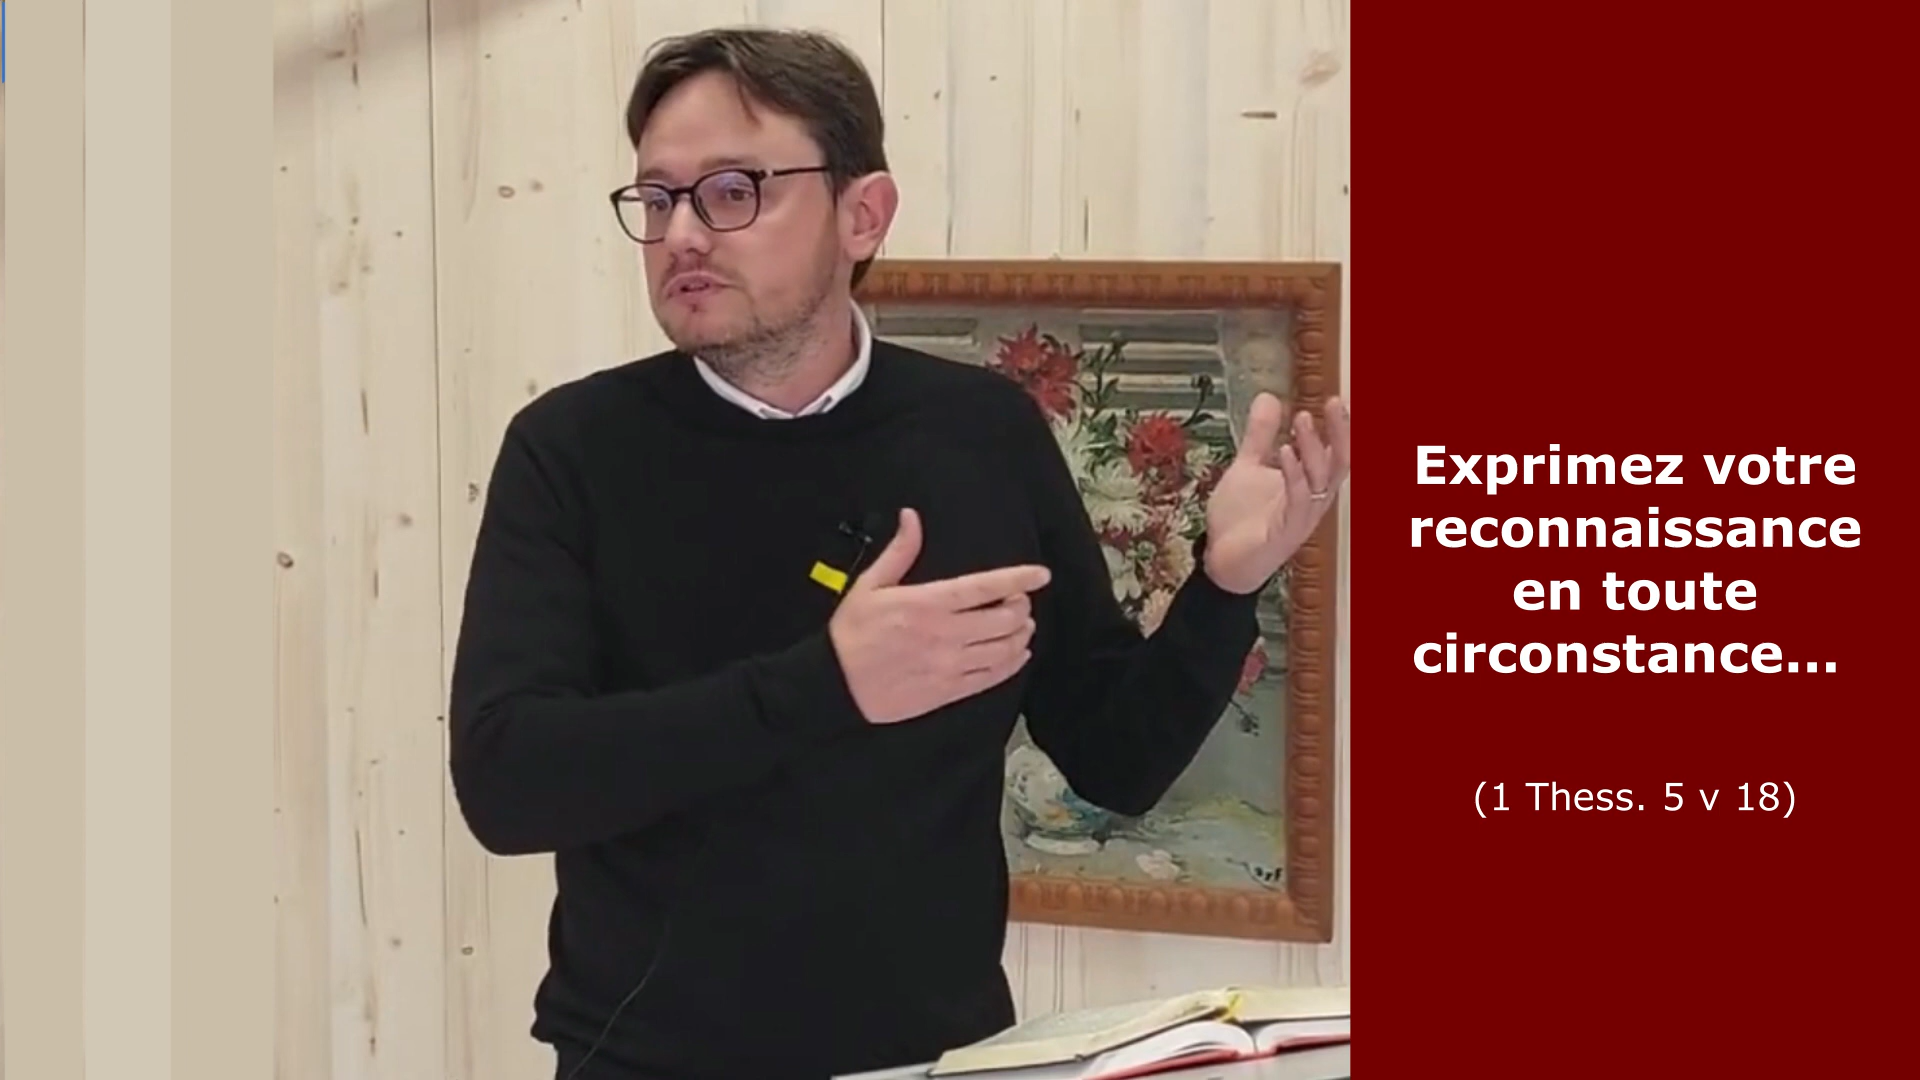 Exprimez votre
reconnaissance
en toute
circonstance...
(1 Thess. 5 v 18)